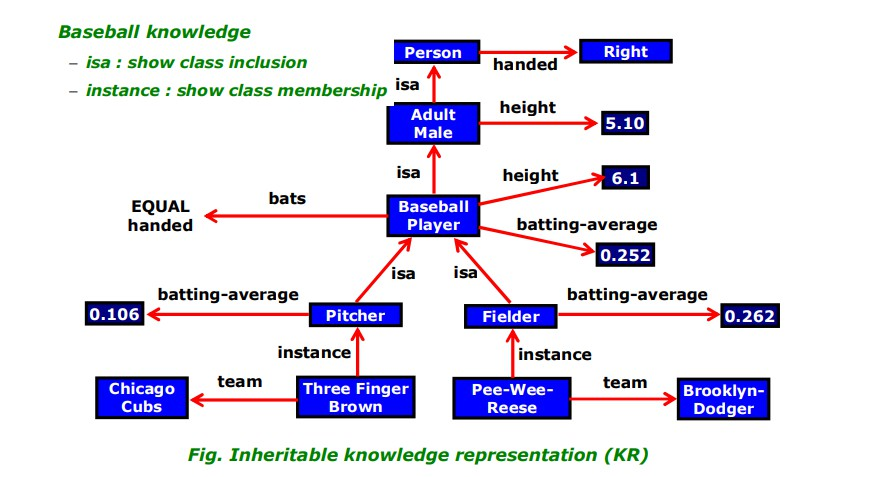 Baseball knowledge
– isa : show class inclusion
– instance : show class membership
Person
handed
Right
isa
Adult
Male
height
5.10
isa
height
6.1
EQUAL
handed
bats
Baseball
Player
batting-average
0.252
isa
isa
0.106
batting-average
Pitcher
Fielder
batting-average
0.262
instance
instance
Chicago
Cubs
team
Three Finger
Brown
Pee-Wee-
Reese
team
Brooklyn-
Dodger
Fig. Inheritable knowledge representation (KR)